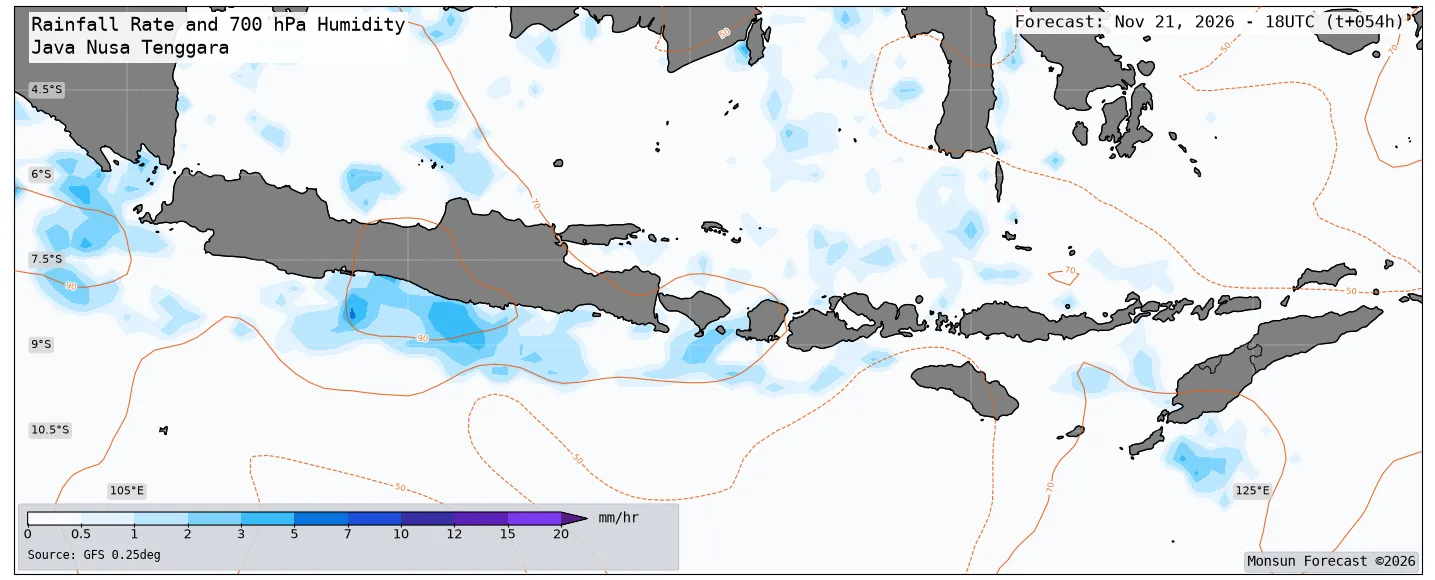 Rainfall Rate and 700 hPa Humidity
Java Nusa Tenggara
Forecast: Nov 21, 2026 - 18UTC (t+054h)
50
50
70
4.5°S
6°S
70
7.5°S
70
90
50
90
9°S
10.5°S
50
50
70
105°E
125°E
0 0.5 1 2 3 5 7 10 12 15 20 mm/hr
Source: GFS 0.25deg
Monsun Forecast ©2026